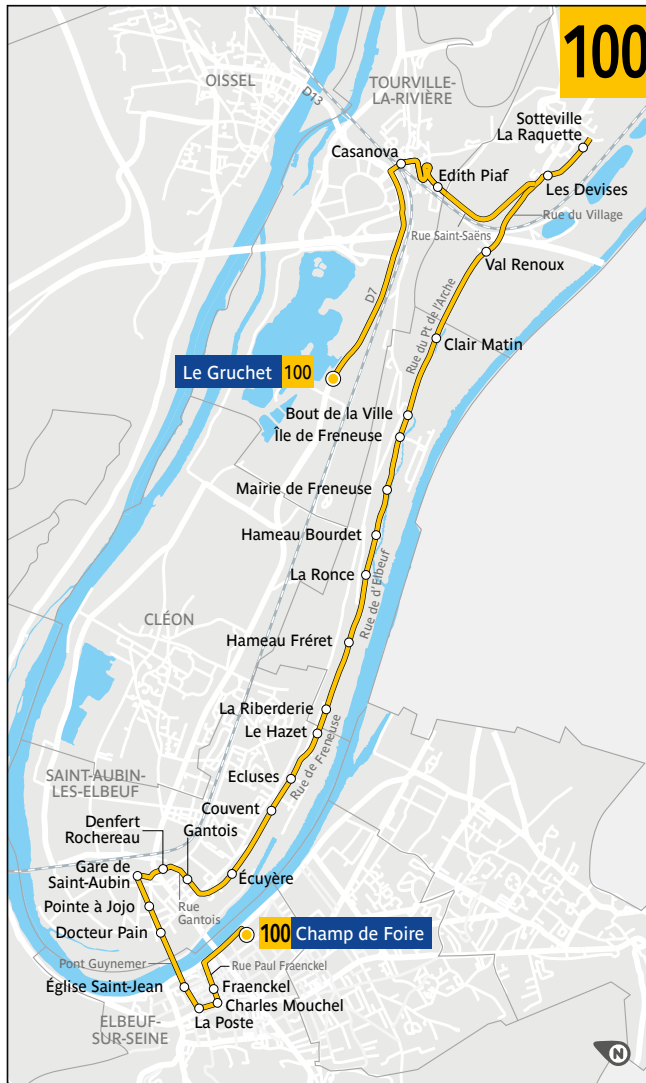 100
OISSEL
D13
TOURVILLE-
LA-RIVIÈRE
Sotteville
La Raquette
Casanova
Edith Piaf
Les Devises
Rue du Village
Rue Saint-Saëns
Val Renoux
D7
Rue du Pt de l'Arche
Clair Matin
Le Gruchet 100
Bout de la Ville
Île de Freneuse
Mairie de Freneuse
Hameau Bourdet
La Ronce
Rue de d'Elbeuf
CLÉON
Hameau Fréret
La Riberderie
Le Hazet
Rue de Freneuse
Ecluses
SAINT-AUBIN-
LES-ELBEUF
Couvent
Denfert
Rochereau
Gantois
Gare de
Saint-Aubin
Écuyère
Rue
Gantois
Pointe à Jojo
Docteur Pain
100 Champ de Foire
Pont Guynemer
Rue Paul Fraenckel
Église Saint-Jean
Fraenckel
Charles Mouchel
La Poste
ELBEUF-
SUR-SEINE
N